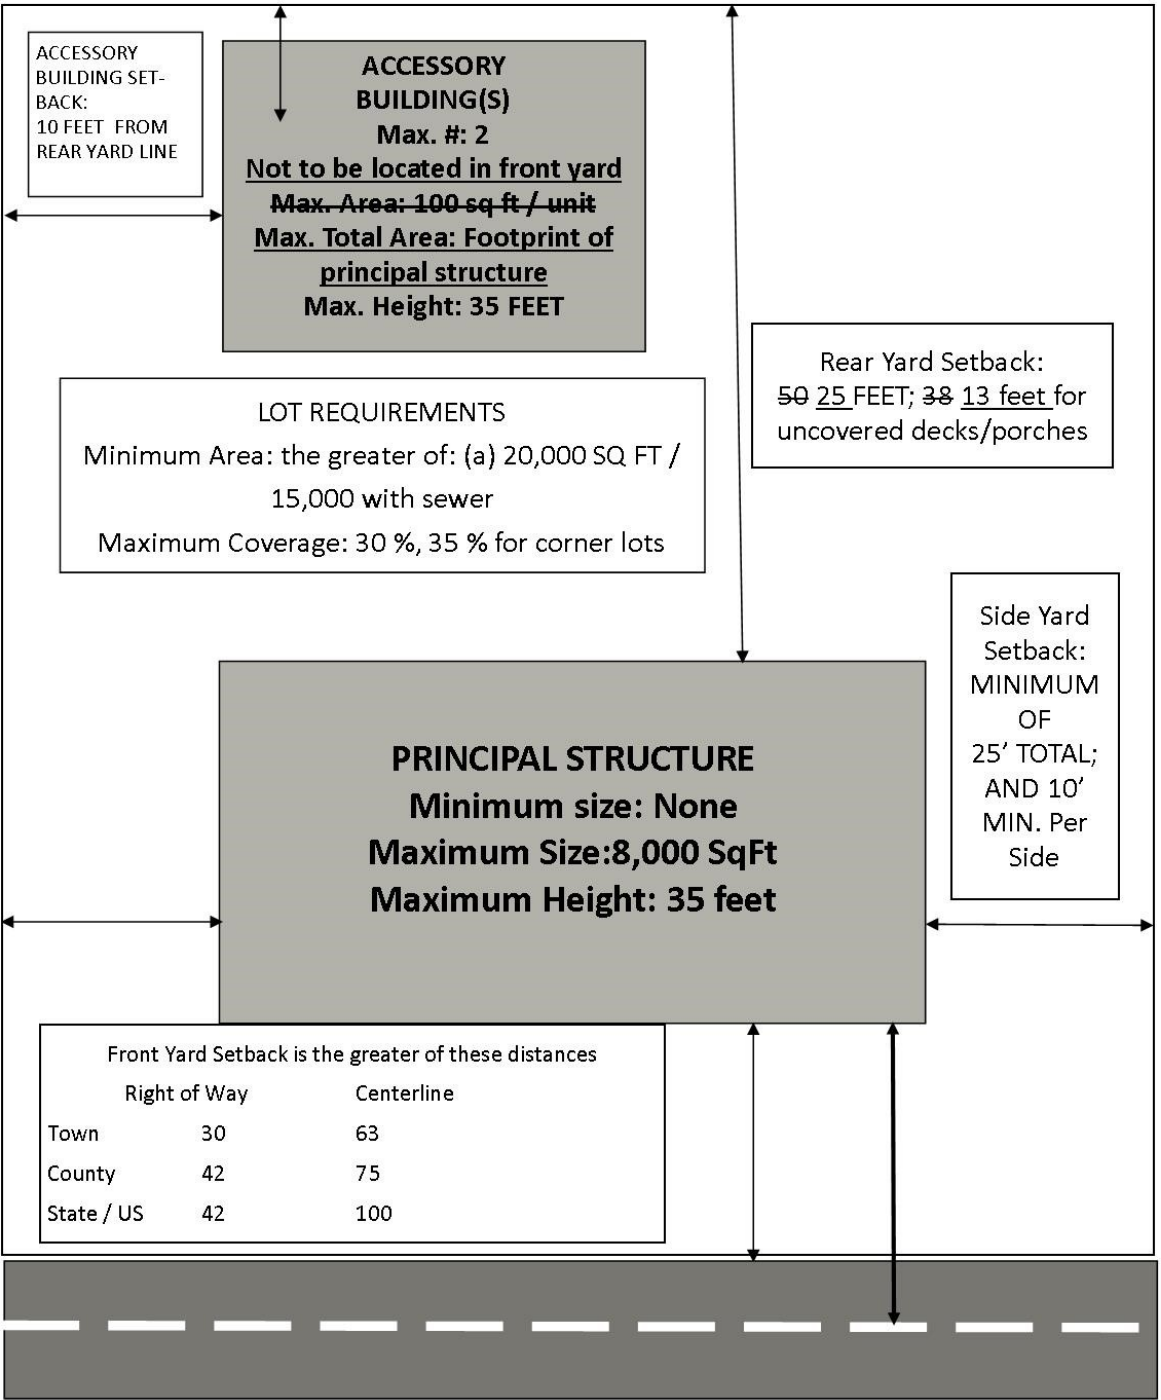 ACCESSORY
BUILDING SET-
BACK:
10 FEET  FROM
REAR YARD LINE
ACCESSORY
BUILDING(S)
Max. #: 2
Not to be located in front yard
Max. Area: 100 sq ft / unit
Max. Total Area: Footprint of
principal structure
Max. Height: 35 FEET
Rear Yard Setback:
50 25 FEET; 38 13 feet for
uncovered decks/porches
LOT REQUIREMENTS
Minimum Area: the greater of: (a) 20,000 SQ FT /
15,000 with sewer
Maximum Coverage: 30 %, 35 % for corner lots
Side Yard
Setback:
MINIMUM
OF
25’ TOTAL;
AND 10’
MIN. Per
Side
PRINCIPAL STRUCTURE
Minimum size: None
Maximum Size:8,000 SqFt
Maximum Height: 35 feet
Front Yard Setback is the greater of these distances
Right of Way Centerline
Town 30 63
County 42 75
State / US 42 100